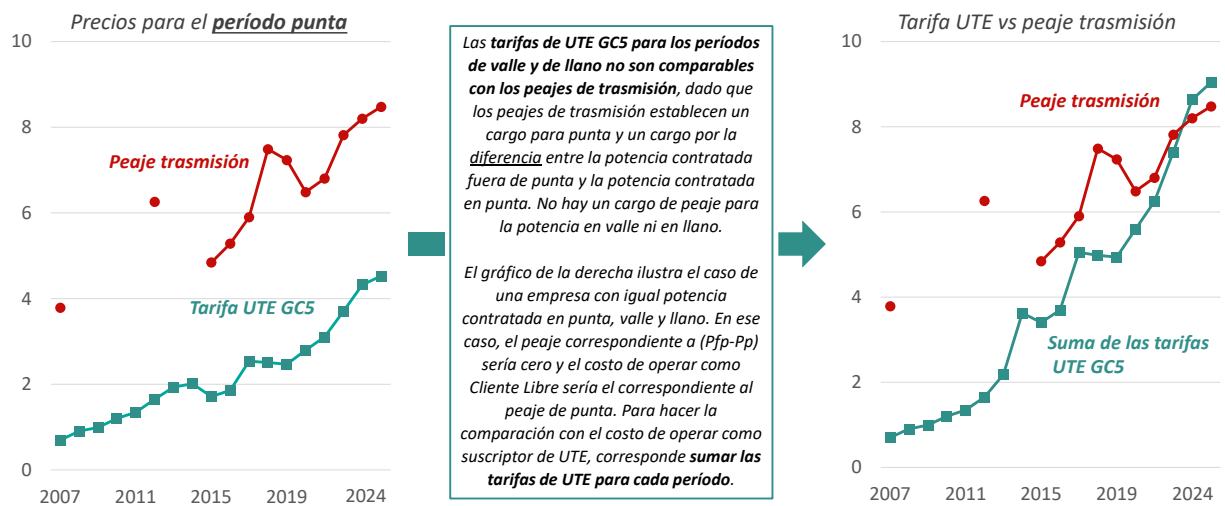 Precios para el período punta
10
8
6
4
2
0
2007
2011
2015
2019
2024
Peaje trasmisión
Tarifa UTE GC5
Las tarifas de UTE GC5 para los períodos
de valle y de llano no son comparables
con los peajes de trasmisión, dado que
los peajes de trasmisión establecen un
cargo para punta y un cargo por la
diferencia entre la potencia contratada
fuera de punta y la potencia contratada
en punta. No hay un cargo de peaje para
la potencia en valle ni en llano.
El gráfico de la derecha ilustra el caso de
una empresa con igual potencia
contratada en punta, valle y llano. En ese
caso, el peaje correspondiente a (Pfp-Pp)
sería cero y el costo de operar como
Cliente Libre sería el correspondiente al
peaje de punta. Para hacer la
comparación con el costo de operar como
suscriptor de UTE, corresponde sumar las
tarifas de UTE para cada período.
Tarifa UTE vs peaje trasmisión
10
8
6
4
2
0
2007
2011
2015
2019
2024
Peaje trasmisión
Suma de las tarifas
UTE GC5